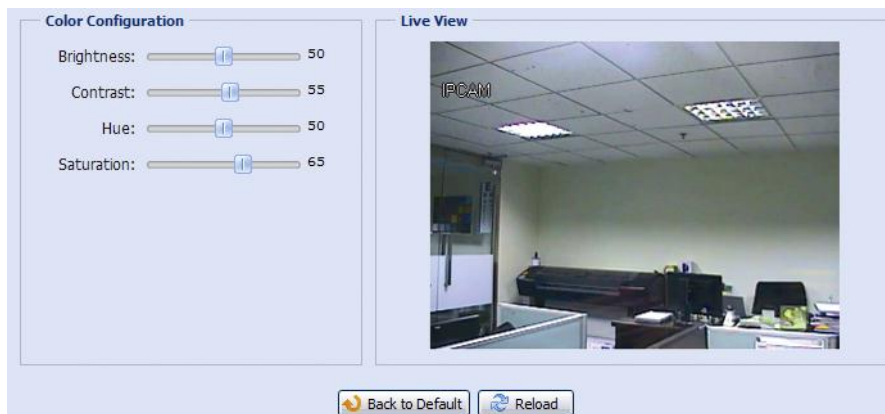 Color Configuration
Brightness: 50
Contrast: 55
Hue: 50
Saturation: 65
Live View
IPCAM
Back to Default
Reload